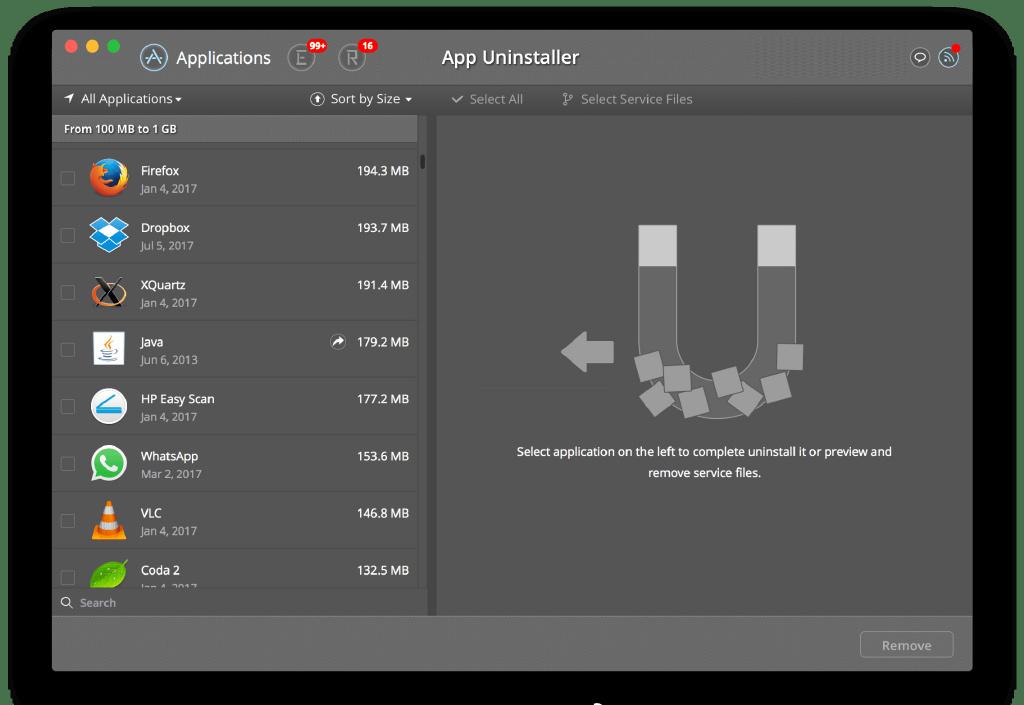 Applications
E
99+
R
16
App Uninstaller
All Applications
Sort by Size
Select All
Select Service Files
From 100 MB to 1 GB
Firefox
194.3 MB
Jan 4, 2017
Dropbox
193.7 MB
Jul 5, 2017
XQuartz
191.4 MB
Jan 4, 2017
Java
179.2 MB
Jun 6, 2013
HP Easy Scan
177.2 MB
Jan 4, 2017
WhatsApp
153.6 MB
Mar 2, 2017
VLC
146.8 MB
Jan 4, 2017
Coda 2
132.5 MB
Jan 4, 2017
Search
Select application on the left to complete uninstall it or preview and
remove service files.
Remove